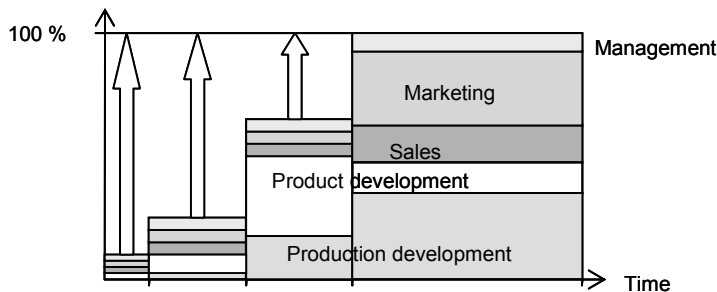 100 %
Management
Marketing
Sales
Product development
Production development
Time